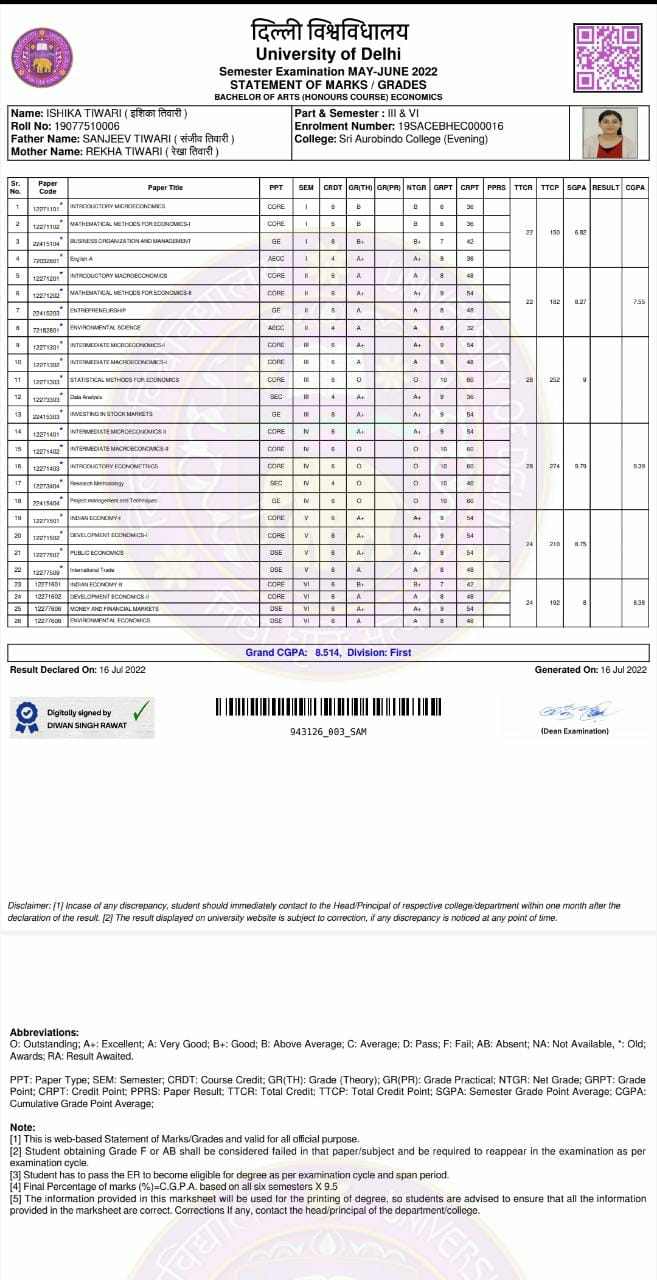 दिल्ली विश्वविधालय
University of Delhi
Semester Examination MAY-JUNE 2022
STATEMENT OF MARKS / GRADES
BACHELOR OF ARTS (HONOURS COURSE) ECONOMICS
Name: ISHIKA TIWARI ( इशिका तिवारी )
Roll No: 19077510006
Father Name: SANJEEV TIWARI ( संजीव तिवारी )
Mother Name: REKHA TIWARI ( रेखा तिवारी )
Part & Semester : III & VI
Enrolment Number: 19SACEBHEC000016
College: Sri Aurobindo College (Evening)
Sr. No. Paper Code Paper Title PPT SEM CRDT GR(TH) GR(PR) NTGR GRPT CRPT PPRS TTCR TTCP SGPA RESULT CGPA
1 12271101* INTRODUCTORY MICROECONOMICS CORE I 6 B B 6 36
2 12271102* MATHEMATICAL METHODS FOR ECONOMICS-I CORE I 6 B B 6 36
22 150 6.82
3 22415104* BUSINESS ORGANIZATION AND MANAGEMENT GE I 6 B+ B+ 7 42
4 72032801* English-A AECC I 4 A+ A+ 9 36
5 12271201* INTRODUCTORY MACROECONOMICS CORE II 6 A A 8 48
6 12271202* MATHEMATICAL METHODS FOR ECONOMICS-II CORE II 6 A+ A+ 9 54
22 182 8.27 7.55
7 22415203* ENTREPRENEURSHIP GE II 6 A A 8 48
8 72182801* ENVIRONMENTAL SCIENCE AECC II 4 A A 8 32
9 12271301* INTERMEDIATE MICROECONOMICS-I CORE III 6 A+ A+ 9 54
10 12271302* INTERMEDIATE MACROECONOMICS-I CORE III 6 A A 8 48
11 12271303* STATISTICAL METHODS FOR ECONOMICS CORE III 6 O O 10 60
28 252 9
12 12273303* Data Analysis SEC III 4 A+ A+ 9 36
13 22415303* INVESTING IN STOCK MARKETS GE III 6 A+ A+ 9 54
14 12271401* INTERMEDIATE MICROECONOMICS-II CORE IV 6 A+ A+ 9 54
15 12271402* INTERMEDIATE MACROECONOMICS-II CORE IV 6 O O 10 60
16 12271403* INTRODUCTORY ECONOMETRICS CORE IV 6 O O 10 60
28 274 9.79 9.39
17 12273404* Research Methodology SEC IV 4 O O 10 40
18 22415404* Project management and Techniques GE IV 6 O O 10 60
19 12271501* INDIAN ECONOMY-I CORE V 6 A+ A+ 9 54
20 12271502* DEVELOPMENT ECONOMICS-I CORE V 6 A+ A+ 9 54
24 210 8.75
21 12277502* PUBLIC ECONOMICS DSE V 6 A+ A+ 9 54
22 12277509* International Trade DSE V 6 A A 8 48
23 12271601 INDIAN ECONOMY-II CORE VI 6 B+ B+ 7 42
24 12271602 DEVELOPMENT ECONOMICS-II CORE VI 6 A A 8 48
24 192 8 8.38
25 12277606 MONEY AND FINANCIAL MARKETS DSE VI 6 A+ A+ 9 54
26 12277608 ENVIRONMENTAL ECONOMICS DSE VI 6 A A 8 48
Grand CGPA: 8.514, Division: First
Result Declared On: 16 Jul 2022
Generated On: 16 Jul 2022
Digitolly signed by
DIWAN SINGH RAWAT
943126_003_SAM
(Dean Examination)
Disclaimer: [1] Incase of any discrepancy, student should immediately contact to the Head/Principal of respective college/department within one month after the
declaration of the result. [2] The result displayed on university website is subject to correction, if any discrepancy is noticed at any point of time.
Abbreviations:
O: Outstanding; A+: Excellent; A: Very Good; B+: Good; B: Above Average; C: Average; D: Pass; F: Fail; AB: Absent; NA: Not Available, *: Old;
Awards; RA: Result Awaited.
PPT: Paper Type; SEM: Semester; CRDT: Course Credit; GR(TH): Grade (Theory); GR(PR): Grade Practical; NTGR: Net Grade; GRPT: Grade
Point; CRPT: Credit Point; PPRS: Paper Result; TTCR: Total Credit; TTCP: Total Credit Point; SGPA: Semester Grade Point Average; CGPA:
Cumulative Grade Point Average;
Note:
[1] This is web-based Statement of Marks/Grades and valid for all official purpose.
[2] Student obtaining Grade F or AB shall be considered failed in that paper/subject and be required to reappear in the examination as per
examination cycle.
[3] Student has to pass the ER to become eligible for degree as per examination cycle and span period.
[4] Final Percentage of marks (%)=C.G.P.A. based on all six semesters X 9.5
[5] The information provided in this marksheet will be used for the printing of degree, so students are advised to ensure that all the information
provided in the marksheet are correct. Corrections If any, contact the head/principal of the department/college.